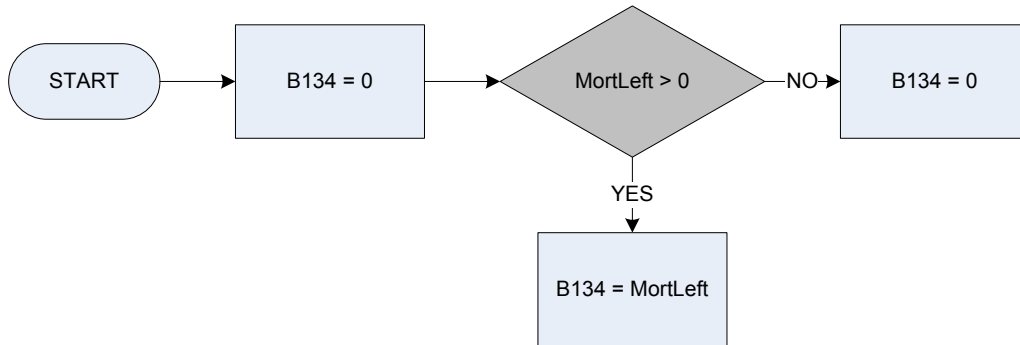 START
B134 = 0
MortLeft > 0
NO
B134 = 0
YES
B134 = MortLeft